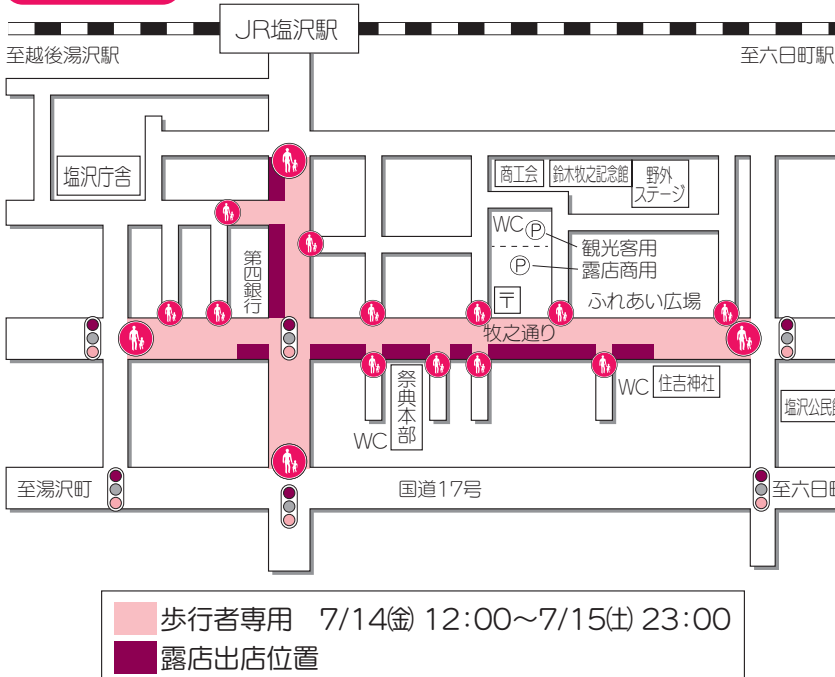 JR塩沢駅
至越後湯沢駅
至六日町駅
塩沢庁舎
商工会
鈴木牧之記念館
野外
ステージ
WC
P
観光客用
P
露店商用
第四銀行
〒
ふれあい広場
牧之通り
祭典本部
WC
WC
住吉神社
塩沢公民館
至湯沢町
国道17号
至六日町
歩行者専用 7/14㈮ 12:00〜7/15㈯ 23:00
露店出店位置